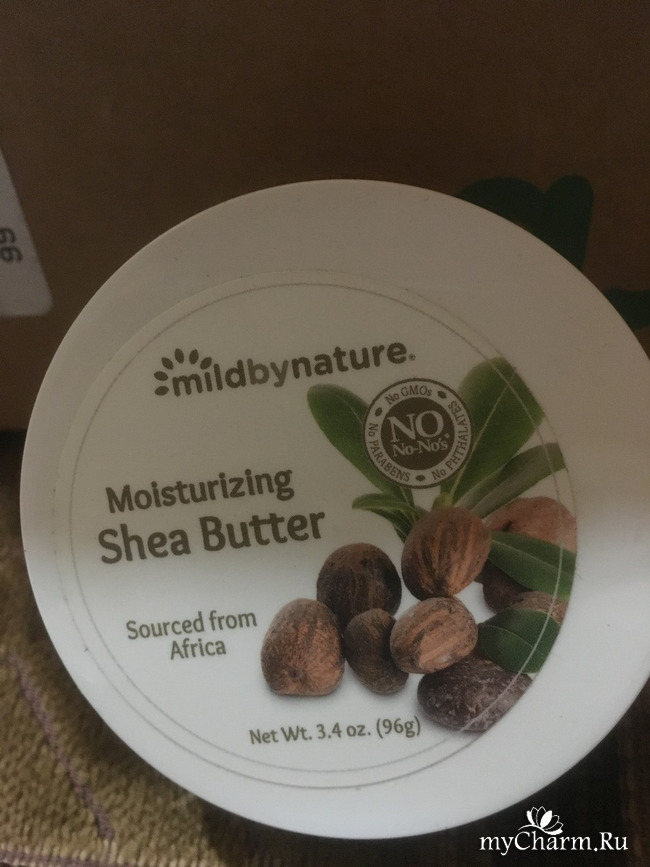 99
mildbynature®
No GMOs
NO
No-No's®
No PARABENS
No PHTHALATES
Moisturizing
Shea Butter
Sourced from
Africa
Net Wt. 3.4 oz. (96g)
myCharm.Ru